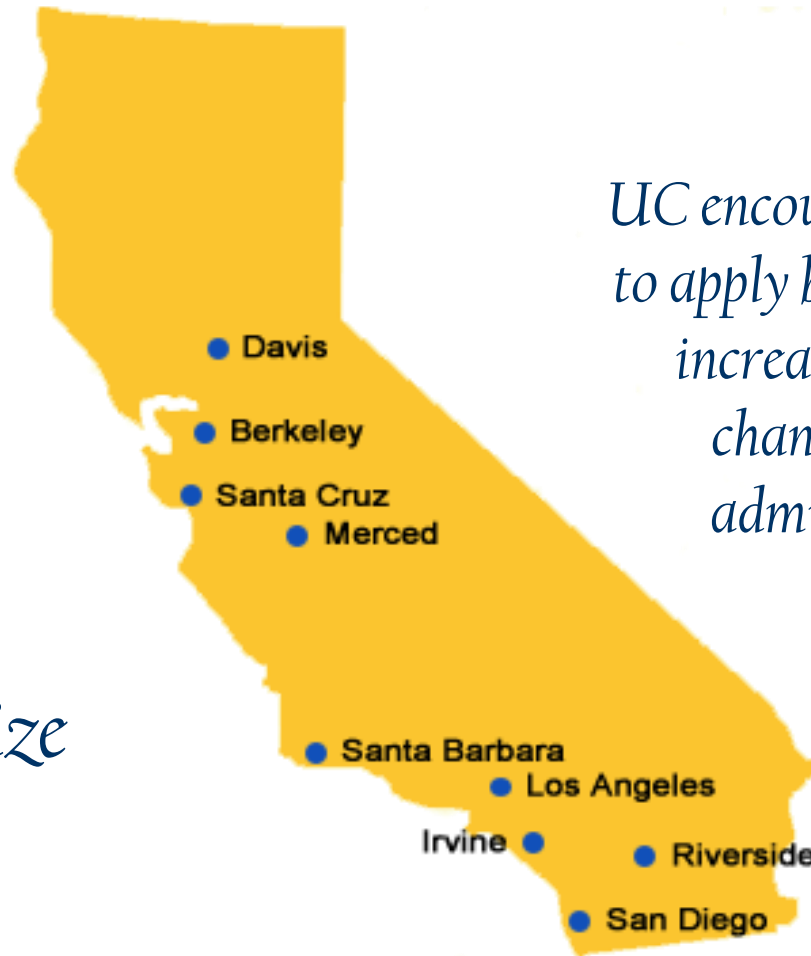 UC encou
to apply b
increa
chan
adm
Davis
Berkeley
Santa Cruz
Merced
ize
Santa Barbara
Los Angeles
Irvine
Riverside
San Diego